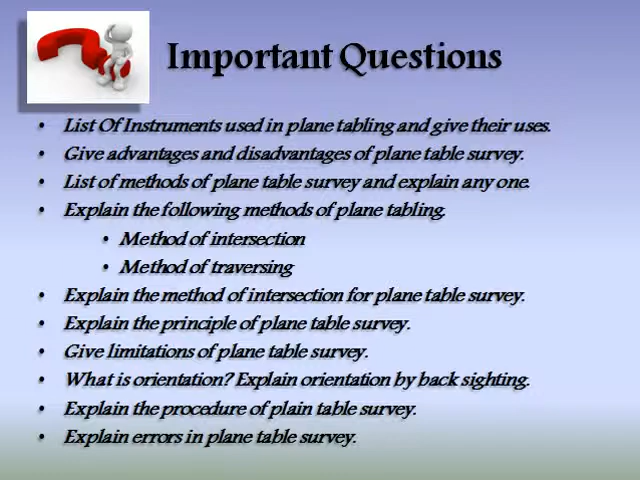 Important Questions
• List Of Instruments used in plane tabling and give their uses.
• Give advantages and disadvantages of plane table survey.
• List of methods of plane table survey and explain any one.
• Explain the following methods of plane tabling.
• Method of intersection
• Method of traversing
• Explain the method of intersection for plane table survey.
• Explain the principle of plane table survey.
• Give limitations of plane table survey.
• What is orientation? Explain orientation by back sighting.
• Explain the procedure of plain table survey.
• Explain errors in plane table survey.